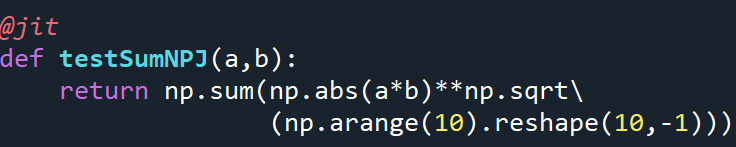 @jit
def testSumNPJ(a,b):
    return np.sum(np.abs(a*b)**np.sqrt\
                  (np.arange(10).reshape(10,-1)))